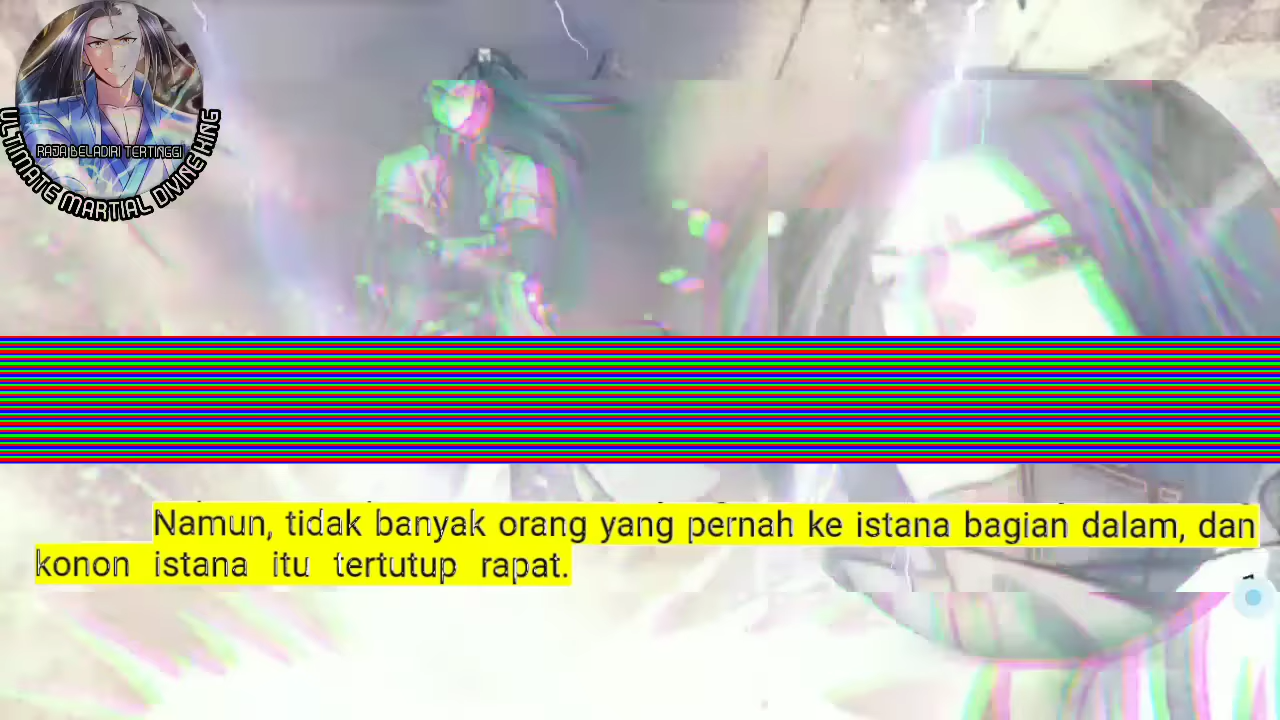 RAJA BELADIRI TERTINGGI
ULTIMATE MARTIAL DIVINE KING
Namun, tidak banyak orang yang pernah ke istana bagian dalam, dan
konon istana itu tertutup rapat.